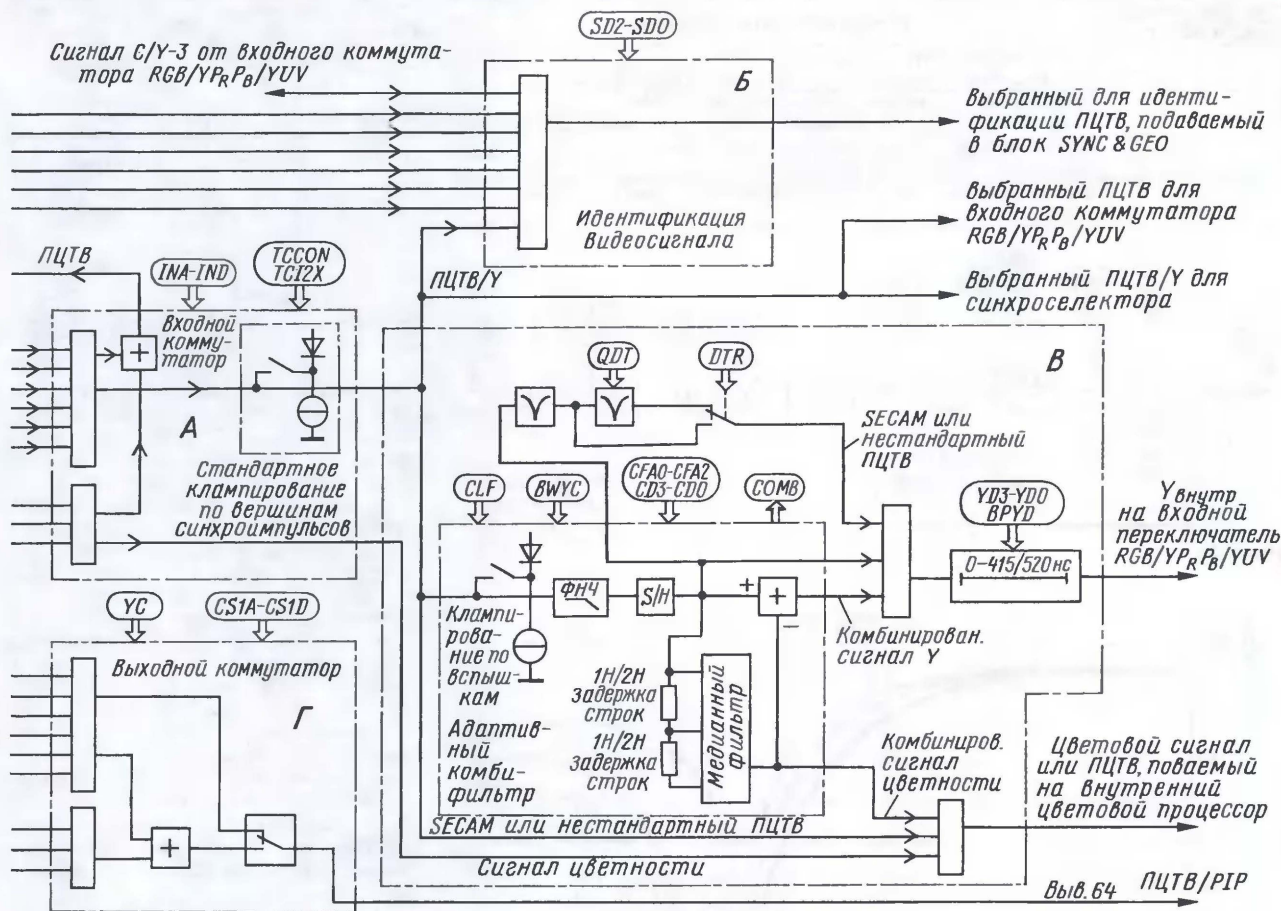 SD2-SD0
Сигнал C/Y-3 от входного коммута-
тора RGB/YPRPB/YUV
Б
Выбранный для иденти-
фикации ПЦТВ, подаваемый
в блок SYNC & GEO
Идентификация
Видеосигнала
Выбранный ПЦТВ для
входного коммутатора
RGB/YPRPB/YUV
ПЦТВ
INA-IND
TCCON
TCI2X
ПЦТВ/Y
Выбранный ПЦТВ/Y для
синхроселектора
Входной
комму-
татор
+
А
Стандартное
клампирование
по вершинам
синхроимпульсов
QDT
DTR
В
SECAM или
нестандартный
ПЦТВ
CLF
BWYC
CFA0-CFA2
CD3-CD0
COMB
YD3-YD0
BPYD
Yвнутр
на входной
переключатель
RGB/YPRPB/YUV
0-415/520 нс
ФНЧ
S/H
+
+
−
Клампи-
рова-
ние по
вспыш-
кам
Комбинирован.
сигнал Y
1H/2H
Задержка
строк
1H/2H
Задержка
строк
Медианный
фильтр
Адаптив-
ный
комби-
фильтр
Комбиниров.
сигнал
цветности
Цветовой сигнал
или ПЦТВ, поваемый
на внутренний
цветовой процессор
SECAM или нестандартный ПЦТВ
Сигнал цветности
YC
CS1A-CS1D
Выходной коммутатор
Г
+
Выв. 64
ПЦТВ/PIP